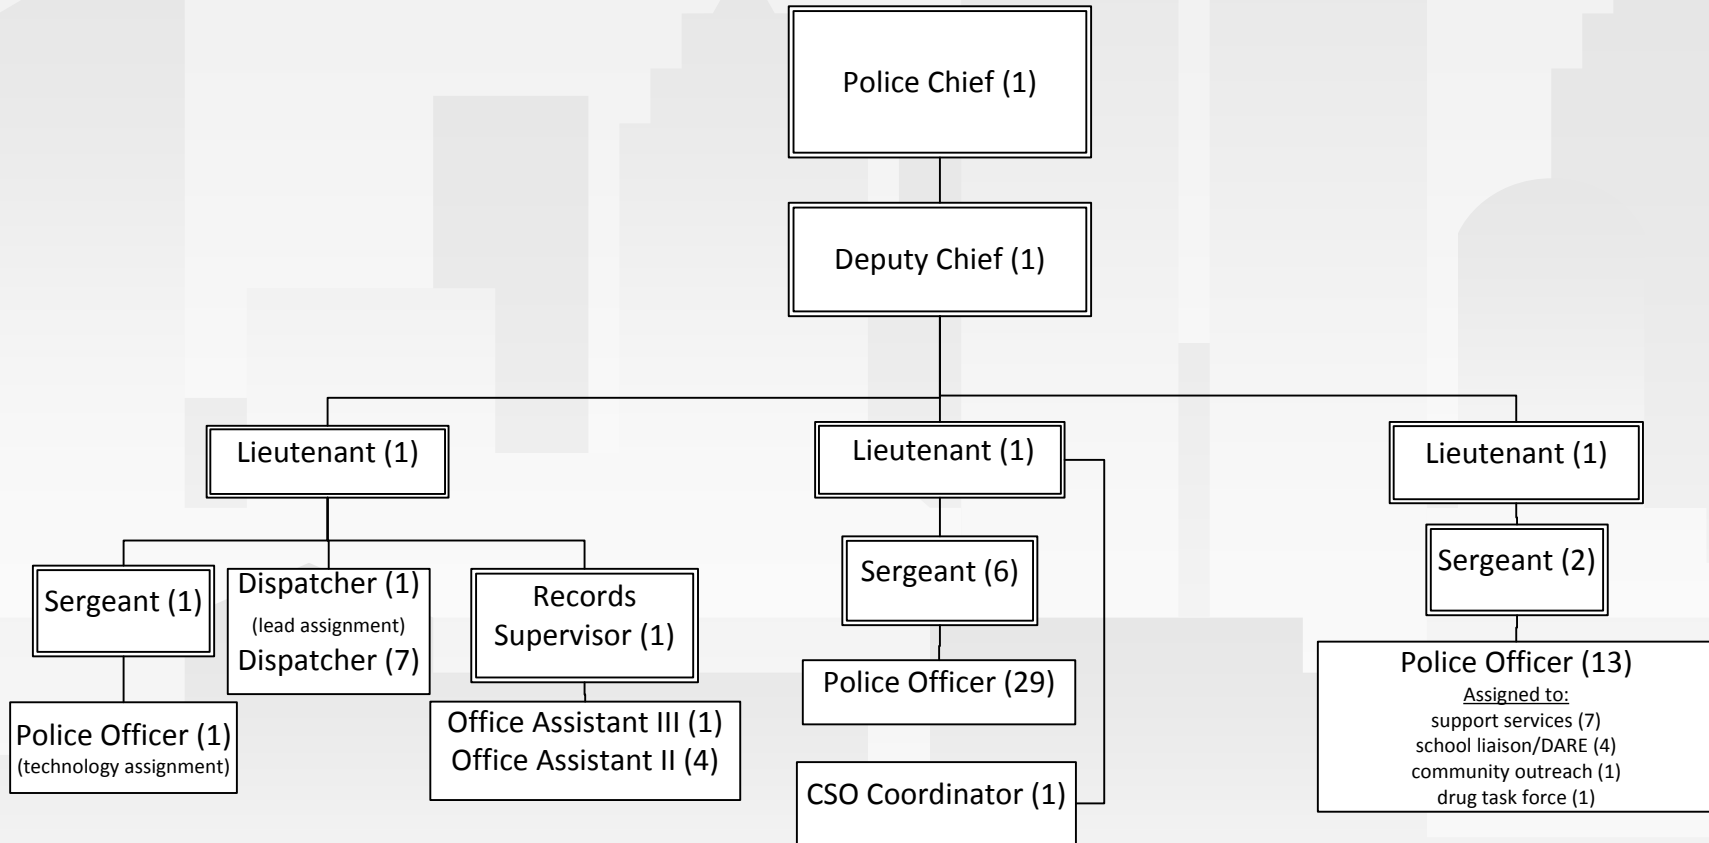 Police Chief (1)
Deputy Chief (1)
Lieutenant (1)
Lieutenant (1)
Lieutenant (1)
Sergeant (1)
Dispatcher (1)
(lead assignment)
Dispatcher (7)
Records
Supervisor (1)
Sergeant (6)
Sergeant (2)
Police Officer (1)
(technology assignment)
Office Assistant III (1)
Office Assistant II (4)
Police Officer (29)
CSO Coordinator (1)
Police Officer (13)
Assigned to:
support services (7)
school liaison/DARE (4)
community outreach (1)
drug task force (1)